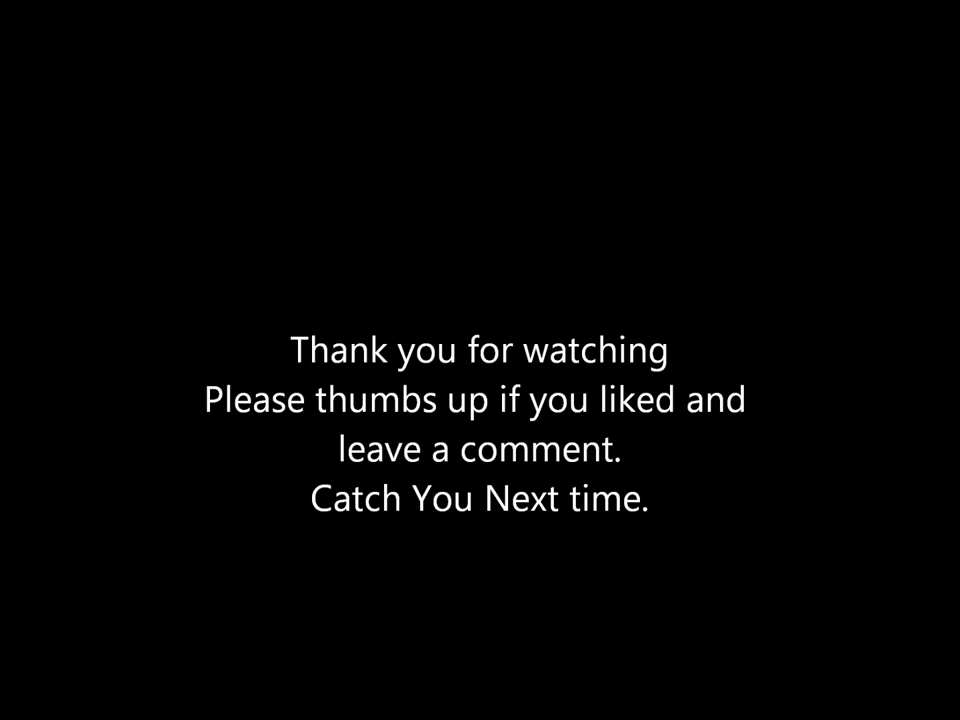 Thank you for watching
Please thumbs up if you liked and
leave a comment.
Catch You Next time.